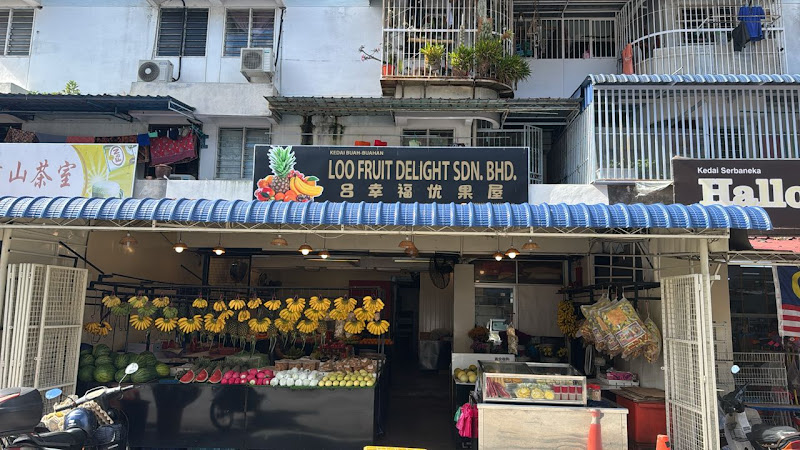 山茶室
KEDAI BUAH-BUAHAN
LOO FRUIT DELIGHT SDN. BHD.
吕幸福优果屋
Kedai Serbaneka
Hallo